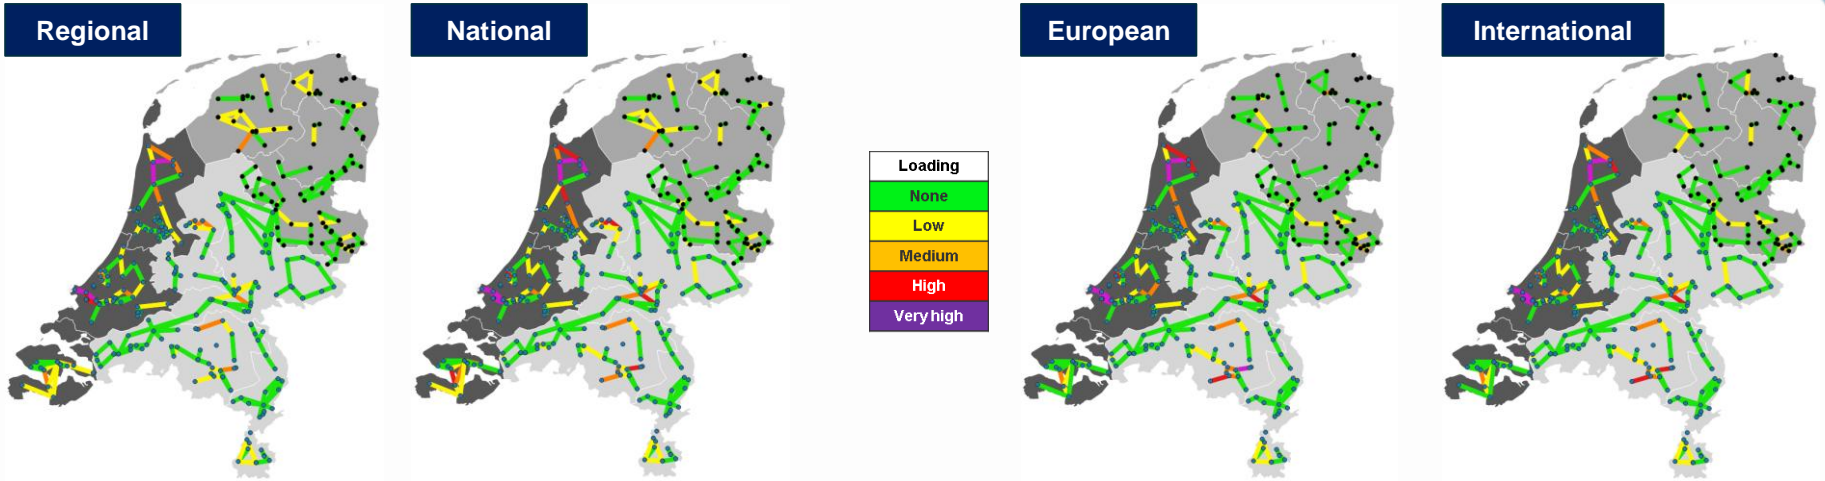 Regional
National
European
International
Loading
None
Low
Medium
High
Very high